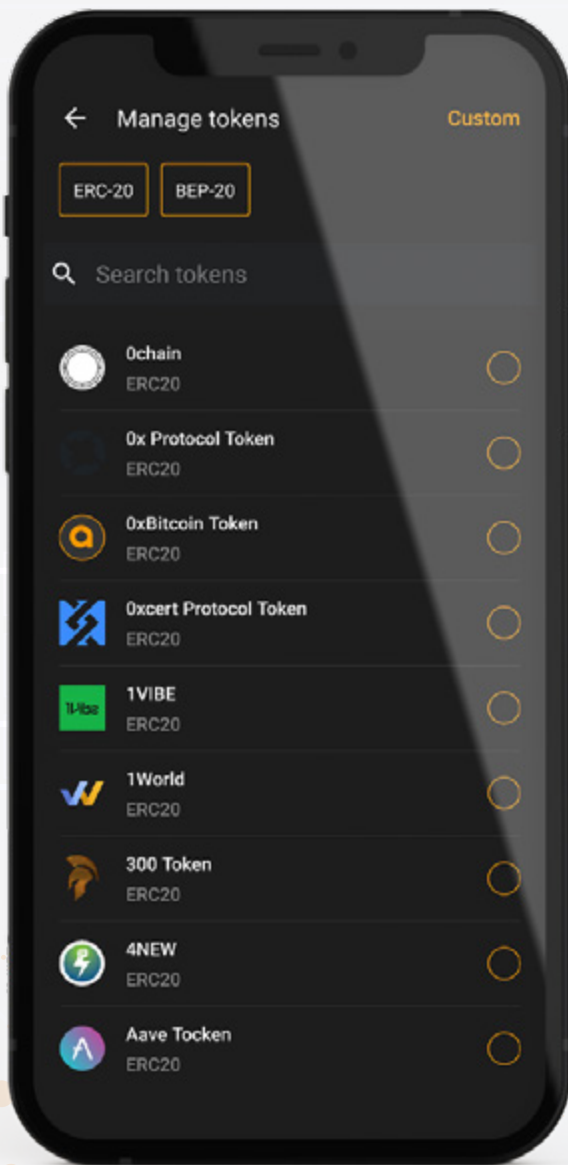 Manage tokens
Custom
ERC-20
BEP-20
Search tokens
0chain
ERC20
0x Protocol Token
ERC20
0xBitcoin Token
ERC20
0xcert Protocol Token
ERC20
1VIBE
ERC20
1World
ERC20
300 Token
ERC20
4NEW
ERC20
Aave Tocken
ERC20